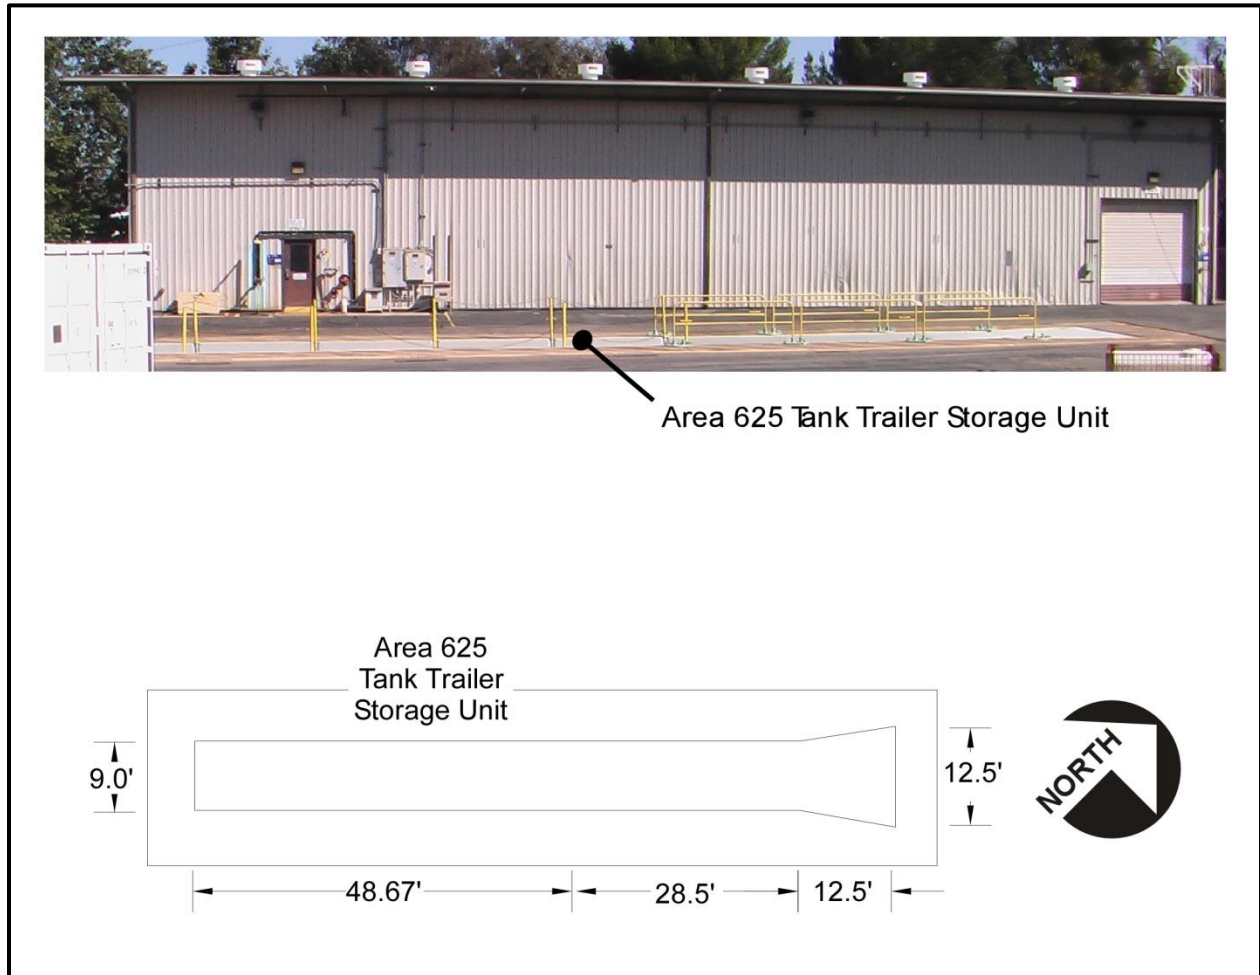 Area 625 Tank Trailer Storage Unit
Area 625
Tank Trailer
Storage Unit
9.0'
12.5'
NORTH
48.67'
28.5'
12.5'